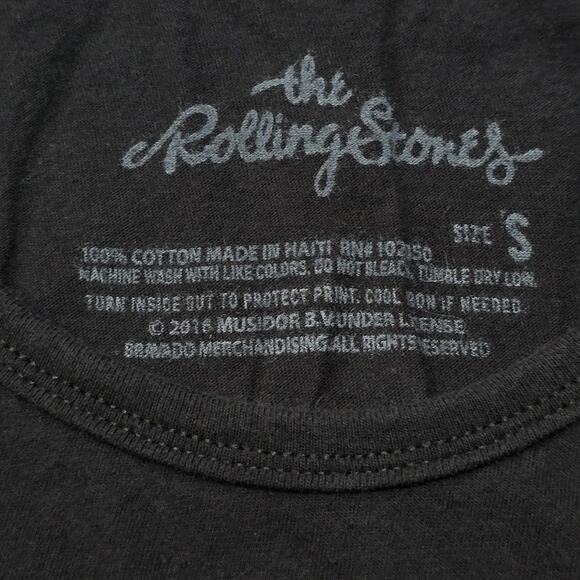 the
Rolling Stones
SIZE S
100% COTTON MADE IN HAITI RN# 102150
MACHINE WASH WITH LIKE COLORS. DO NOT BLEACH. TUMBLE DRY LOW.
TURN INSIDE OUT TO PROTECT PRINT. COOL IRON IF NEEDED.
© 2016 MUSIDOR B.V. UNDER LICENSE
BRAVADO MERCHANDISING ALL RIGHTS RESERVED